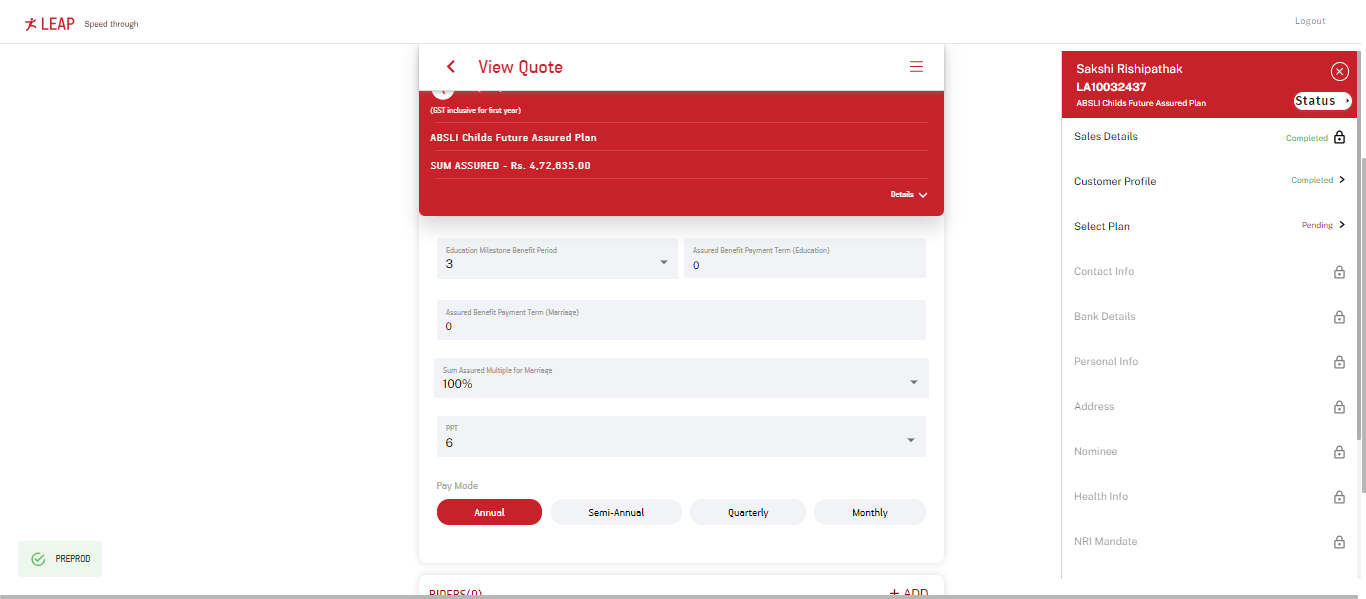 LEAP Speed through
Logout
View Quote
(GST inclusive for first year)
ABSLI Childs Future Assured Plan
SUM ASSURED - Rs. 4,72,635.00
Details
Education Milestone Benefit Period
3
Assured Benefit Payment Term (Education)
0
Assured Benefit Payment Term (Marriage)
0
Sum Assured Multiple for Marriage
100%
PPT
6
Pay Mode
Annual
Semi-Annual
Quarterly
Monthly
RIDERS(0)
+ ADD
PREPROD
Sakshi Rishipathak
LA10032437
ABSLI Childs Future Assured Plan
Status
Sales Details
Completed
Customer Profile
Completed
Select Plan
Pending
Contact Info
Bank Details
Personal Info
Address
Nominee
Health Info
NRI Mandate